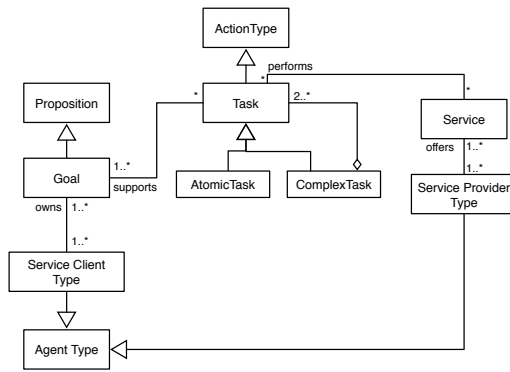 ActionType
performs
Proposition
*
Task
*
2..*
*
Service
offers
1..*
Goal
1..*
supports
AtomicTask
ComplexTask
1..*
Service Provider
Type
owns
1..*
1..*
Service Client
Type
Agent Type